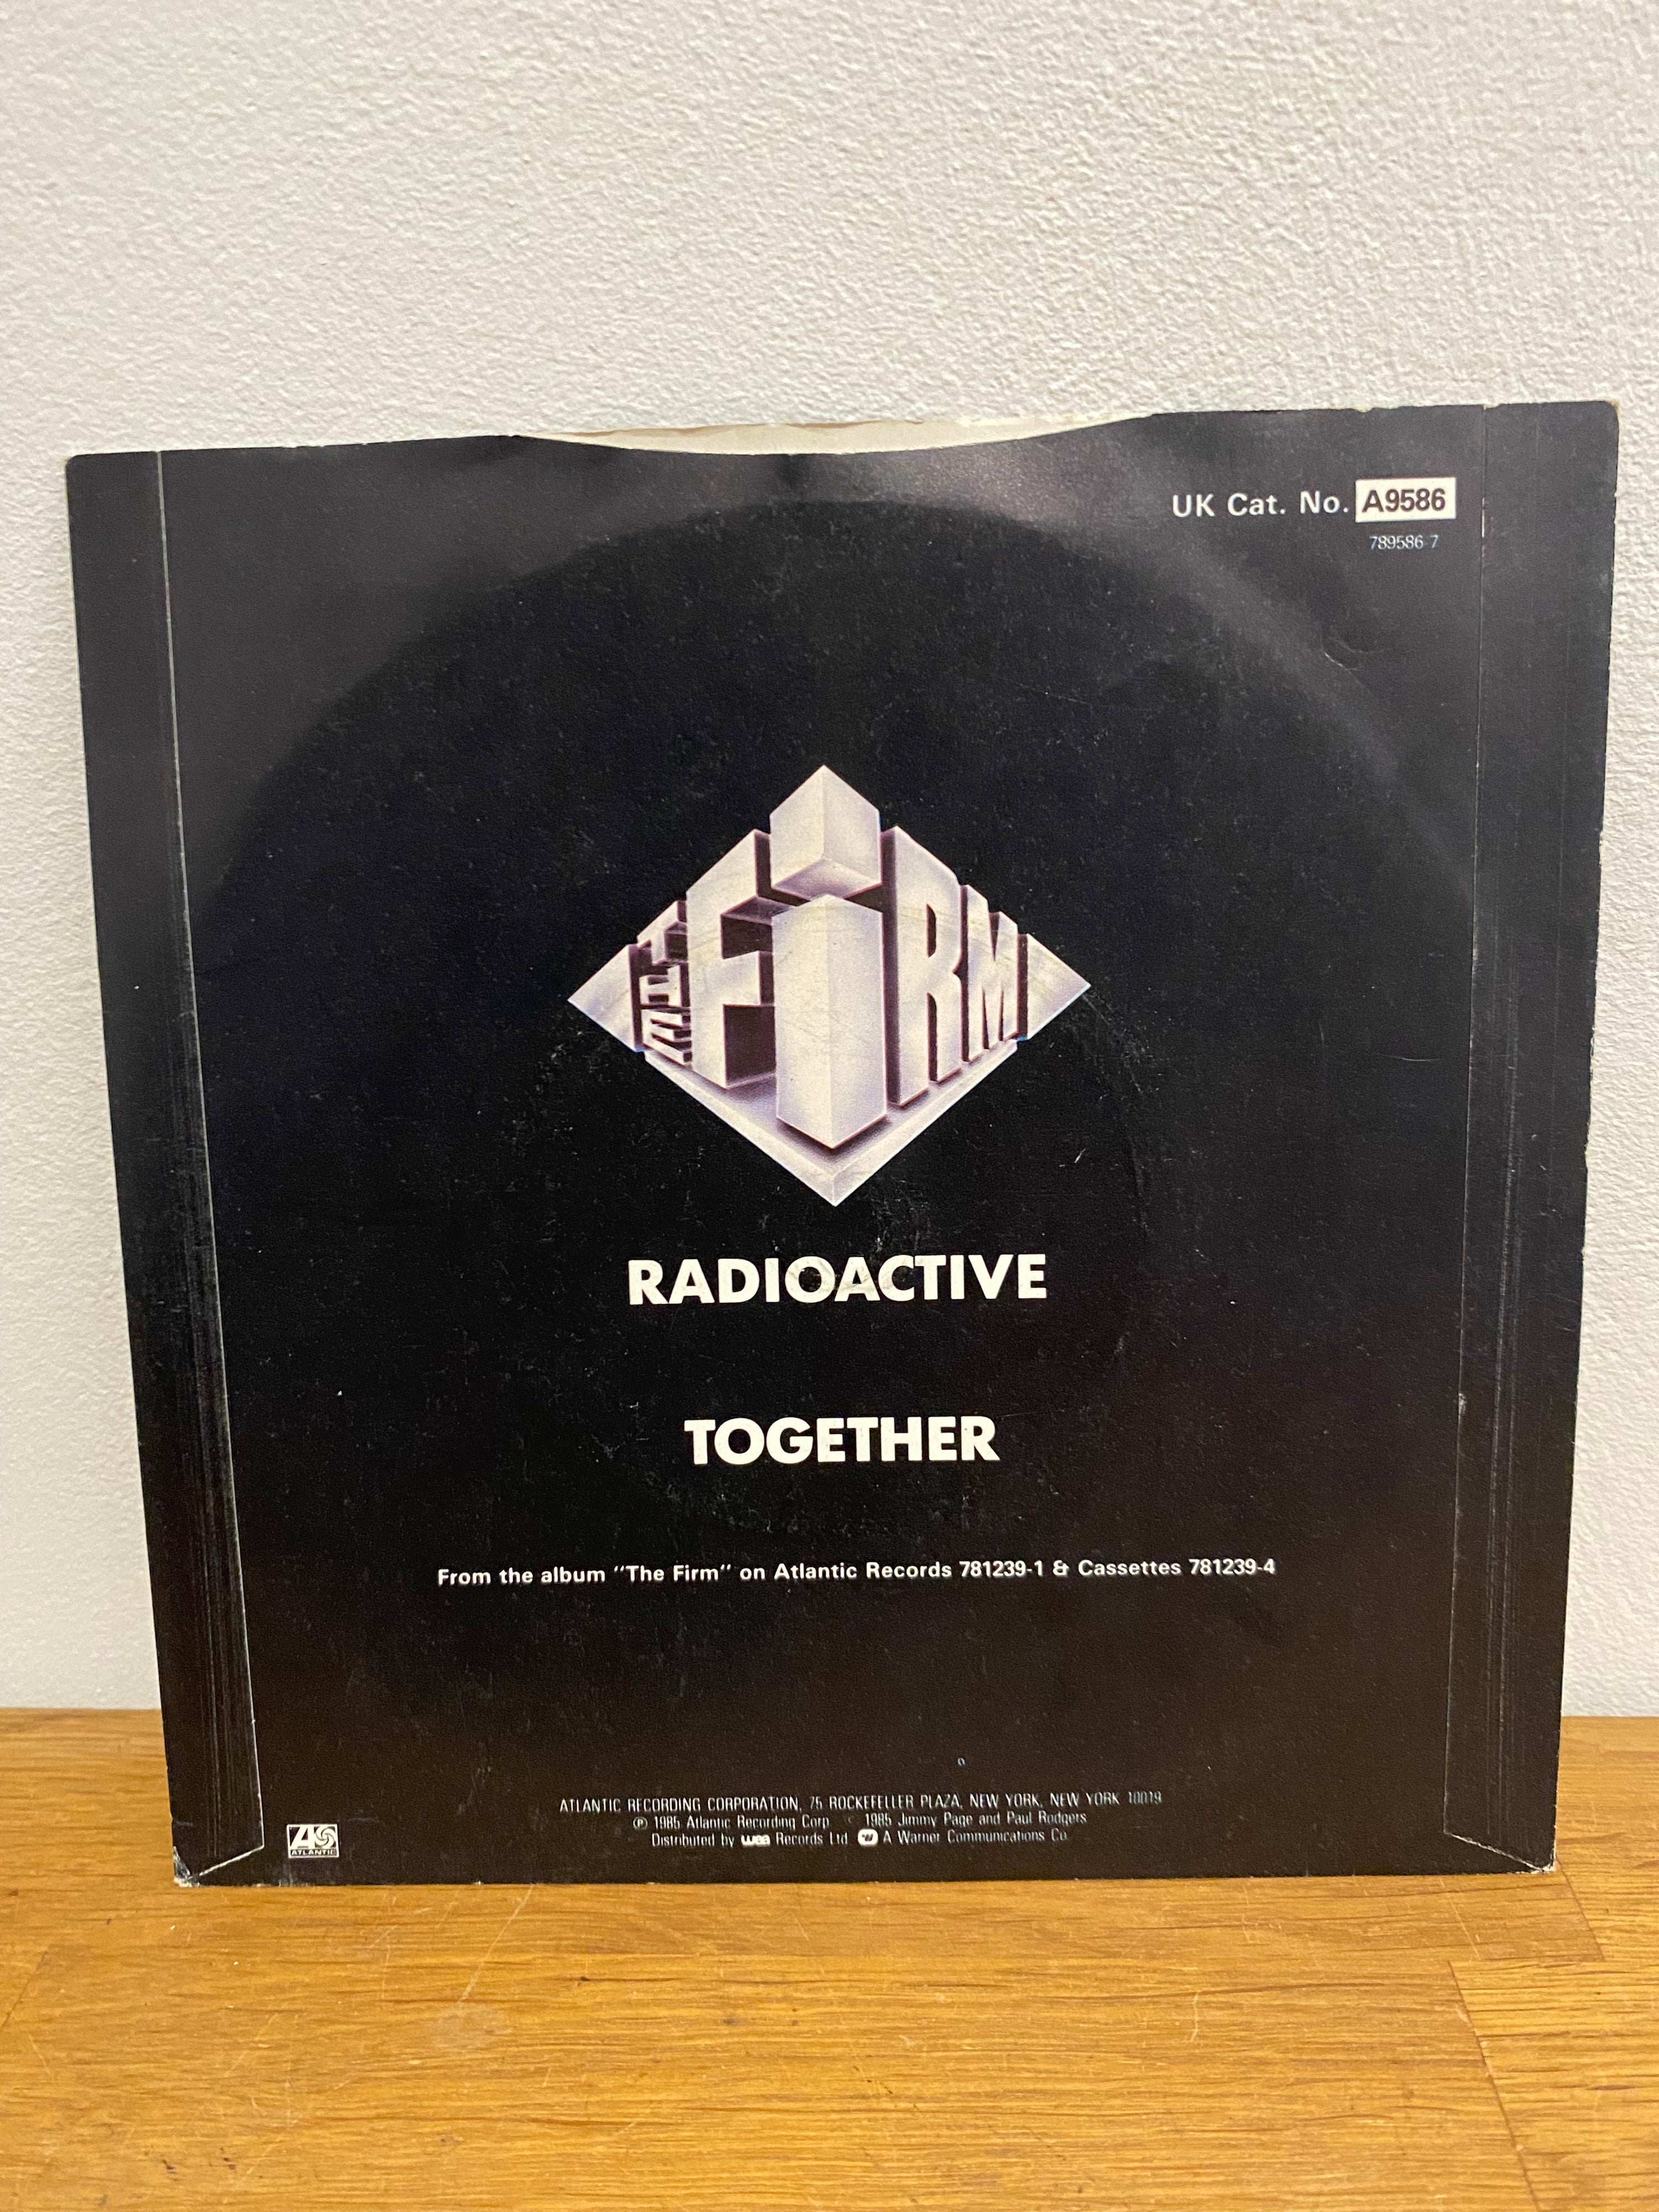 UK Cat. No. A9586
789586-7
THE FiRM
RADIOACTIVE
TOGETHER
From the album "The Firm" on Atlantic Records 781239-1 & Cassettes 781239-4
ATLANTIC RECORDING CORPORATION, 75 ROCKEFELLER PLAZA, NEW YORK, NEW YORK 10019
℗ 1985 Atlantic Recording Corp © 1985 Jimmy Page and Paul Rodgers
Distributed by wea Records Ltd A Warner Communications Co
ATLANTIC